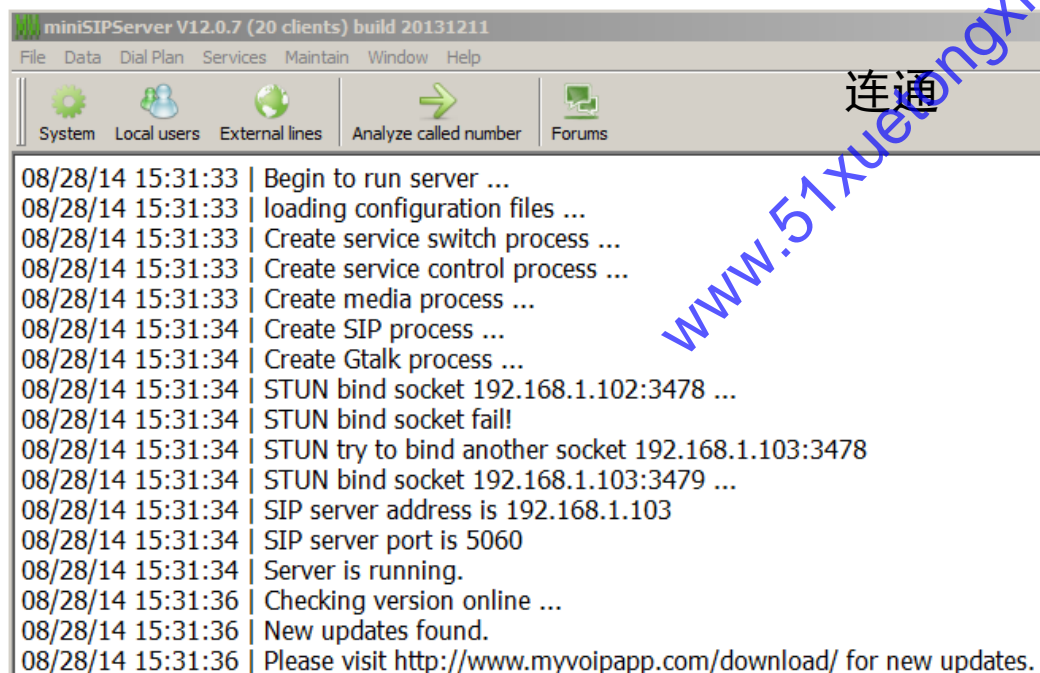 miniSIPServer V12.0.7 (20 clients) build 20131211
File Data Dial Plan Services Maintain Window Help
连通
System Local users External lines Analyze called number Forums
08/28/14 15:31:33 | Begin to run server ...
08/28/14 15:31:33 | loading configuration files ...
08/28/14 15:31:33 | Create service switch process ...
08/28/14 15:31:33 | Create service control process ...
08/28/14 15:31:33 | Create media process ...
08/28/14 15:31:34 | Create SIP process ...
08/28/14 15:31:34 | Create Gtalk process ...
08/28/14 15:31:34 | STUN bind socket 192.168.1.102:3478 ...
08/28/14 15:31:34 | STUN bind socket fail!
08/28/14 15:31:34 | STUN try to bind another socket 192.168.1.103:3478
08/28/14 15:31:34 | STUN bind socket 192.168.1.103:3479 ...
08/28/14 15:31:34 | SIP server address is 192.168.1.103
08/28/14 15:31:34 | SIP server port is 5060
08/28/14 15:31:34 | Server is running.
08/28/14 15:31:36 | Checking version online ...
08/28/14 15:31:36 | New updates found.
08/28/14 15:31:36 | Please visit http://www.myvoipapp.com/download/ for new updates.